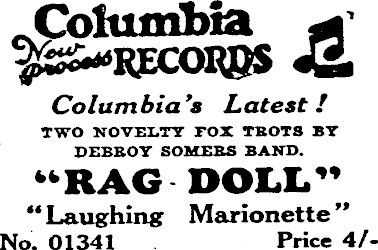 Columbia
New
process RECORDS
Columbia's Latest!
TWO NOVELTY FOX TROTS BY
DEBROY SOMERS BAND.
"RAG DOLL"
"Laughing Marionette"
No. 01341 Price 4/-